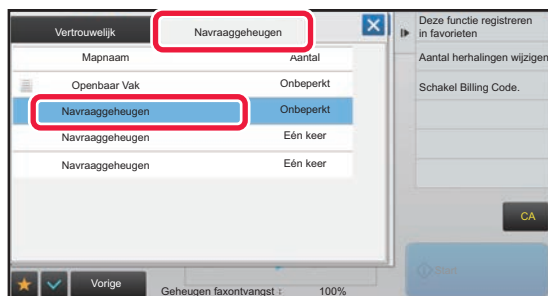 Vertrouwelijk
Navraaggeheugen
Mapnaam
Aantal
Openbaar Vak
Onbeperkt
Navraaggeheugen
Onbeperkt
Navraaggeheugen
Eén keer
Navraaggeheugen
Eén keer
Deze functie registreren
in favorieten
Aantal herhalingen wijzigen
Schakel Billing Code.
CA
Start
Vorige
Geheugen faxontvangst :
100%